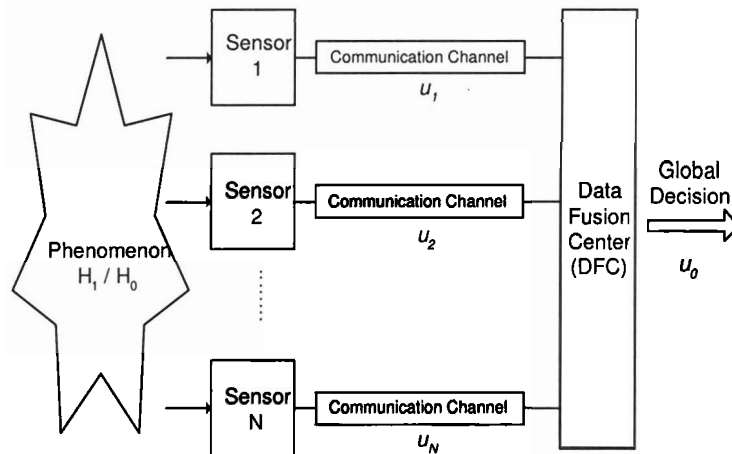 Phenomenon
H₁ / H₀
Sensor
1
Communication Channel
u₁
Sensor
2
Communication Channel
u₂
Sensor
N
Communication Channel
u_N
Data
Fusion
Center
(DFC)
Global
Decision
u₀